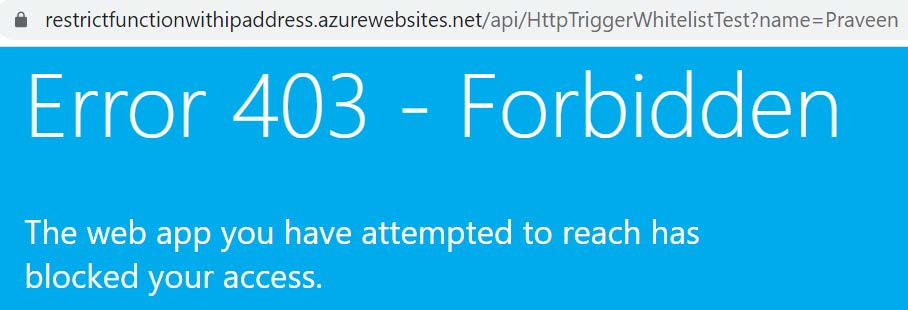 restrictfunctionwithipaddress.azurewebsites.net/api/HttpTriggerWhitelistTest?name=Praveen
Error 403 - Forbidden
The web app you have attempted to reach has
blocked your access.